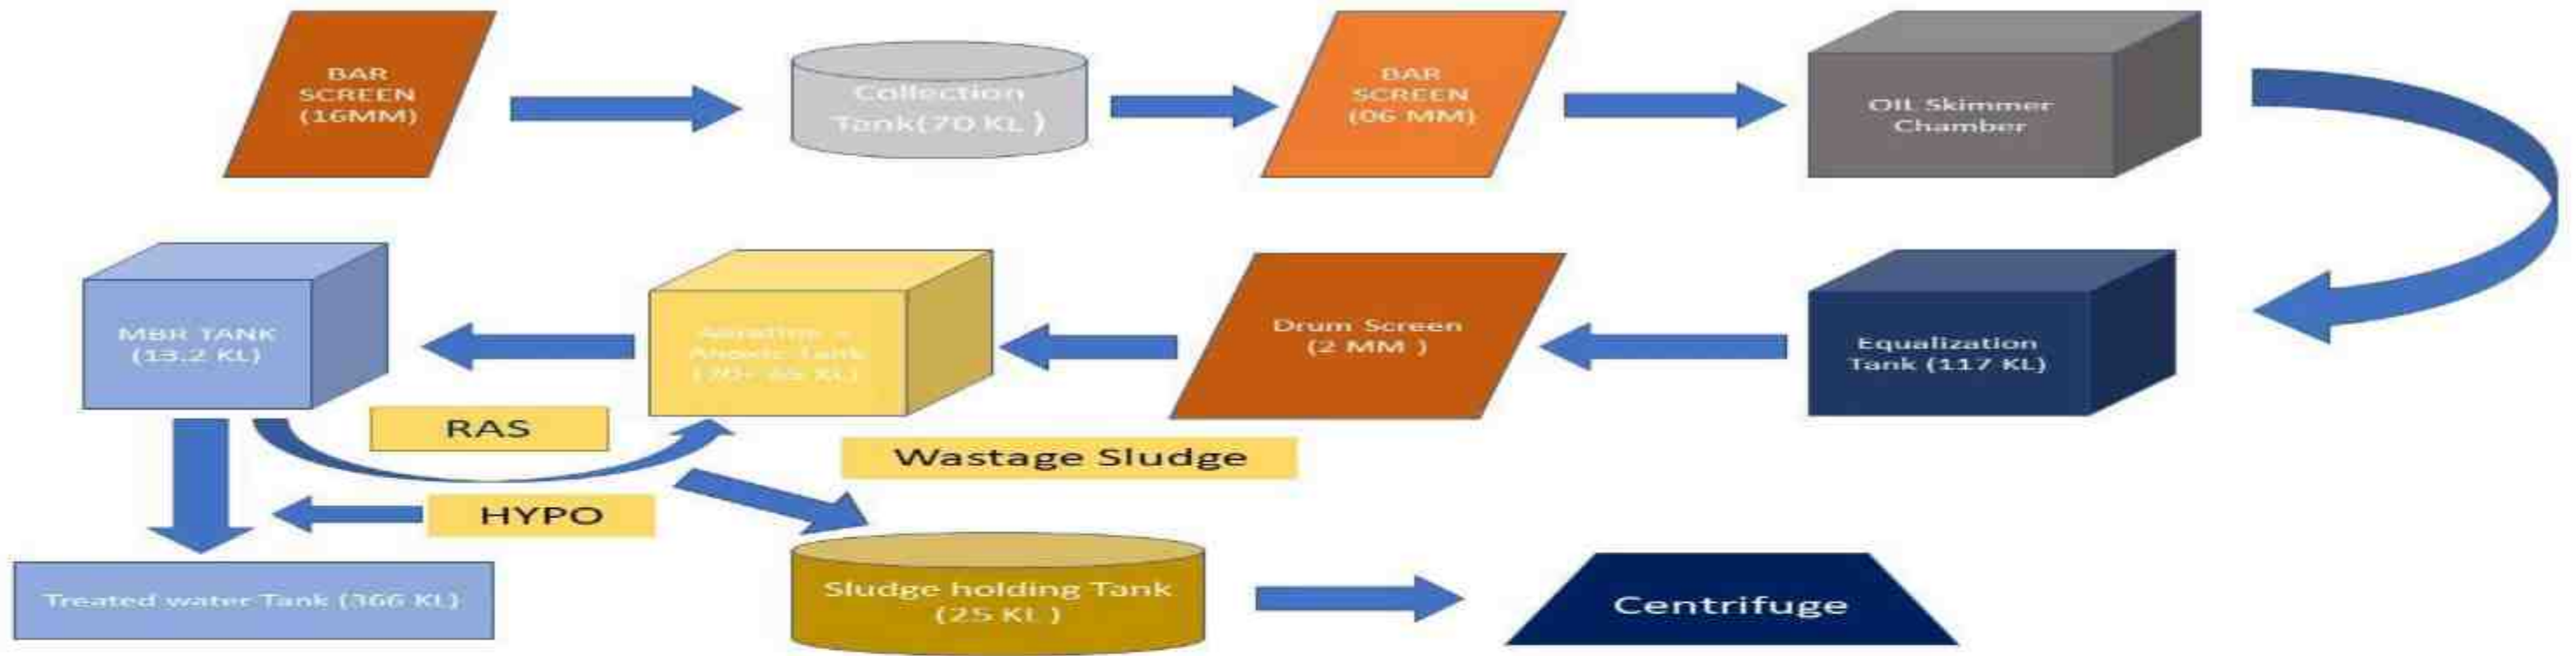 BAR
SCREEN
(16MM)
Collection
Tank(70 KL )
BAR
SCREEN
(06 MM)
OIL Skimmer
Chamber
MBR TANK
(13.2 KL)
Anoxic Tank
Drum Screen
(2 MM )
Equalization
Tank (117 KL)
RAS
Wastage Sludge
HYPO
Treated water Tank (366 KL)
Sludge holding Tank
(25 KL )
Centrifuge